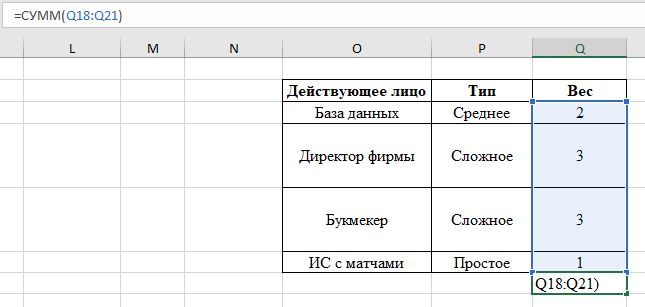 =СУММ(Q18:Q21)
L M N O P Q
Действующее лицо Тип Вес
База данных Среднее 2
Директор фирмы Сложное 3
Букмекер Сложное 3
ИС с матчами Простое 1
Q18:Q21)